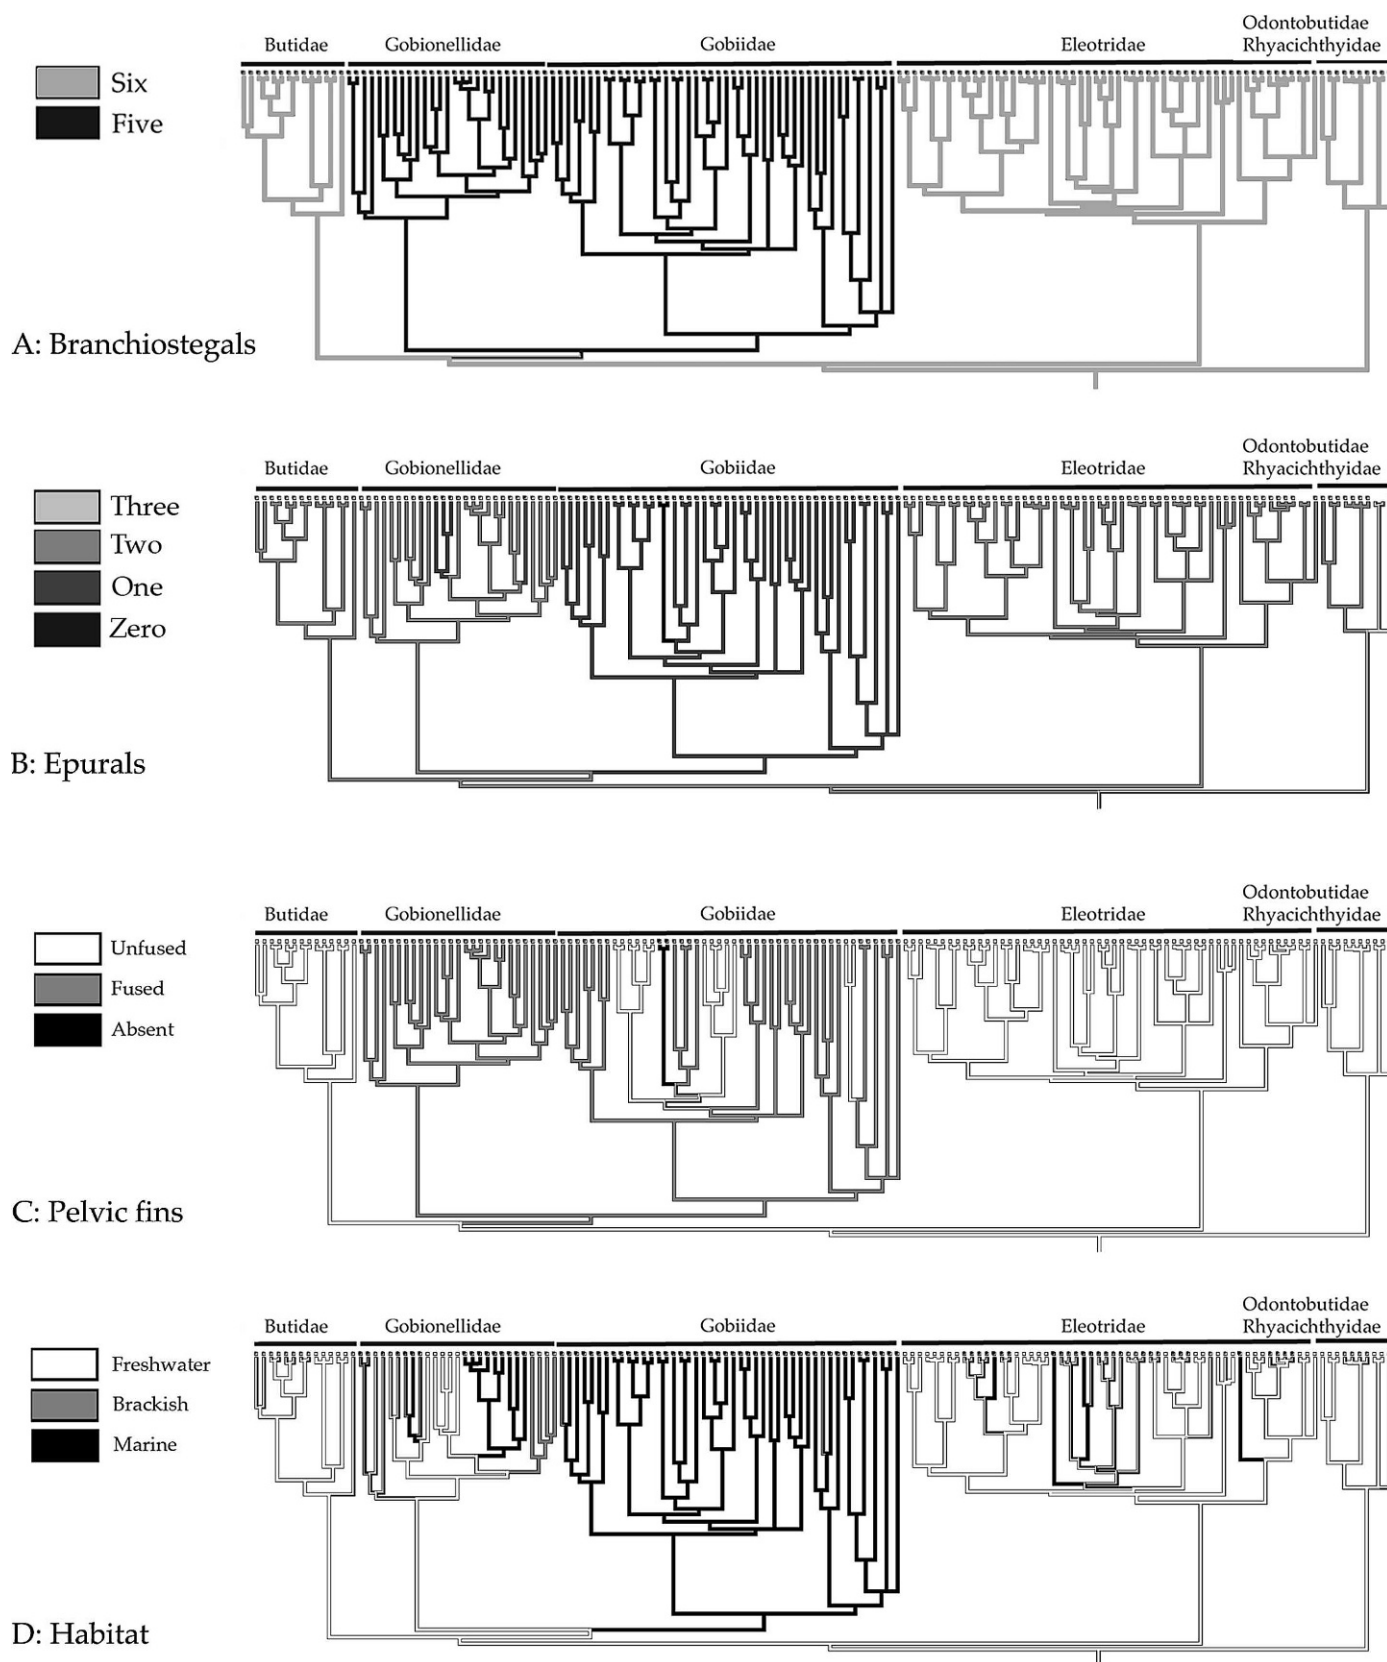 Odontobutidae
Butidae Gobionellidae Gobiidae Eleotridae Rhyacichthyidae
Six
Five
A: Branchiostegals
Odontobutidae
Butidae Gobionellidae Gobiidae Eleotridae Rhyacichthyidae
Three
Two
One
Zero
B: Epurals
Odontobutidae
Butidae Gobionellidae Gobiidae Eleotridae Rhyacichthyidae
Unfused
Fused
Absent
C: Pelvic fins
Odontobutidae
Butidae Gobionellidae Gobiidae Eleotridae Rhyacichthyidae
Freshwater
Brackish
Marine
D: Habitat